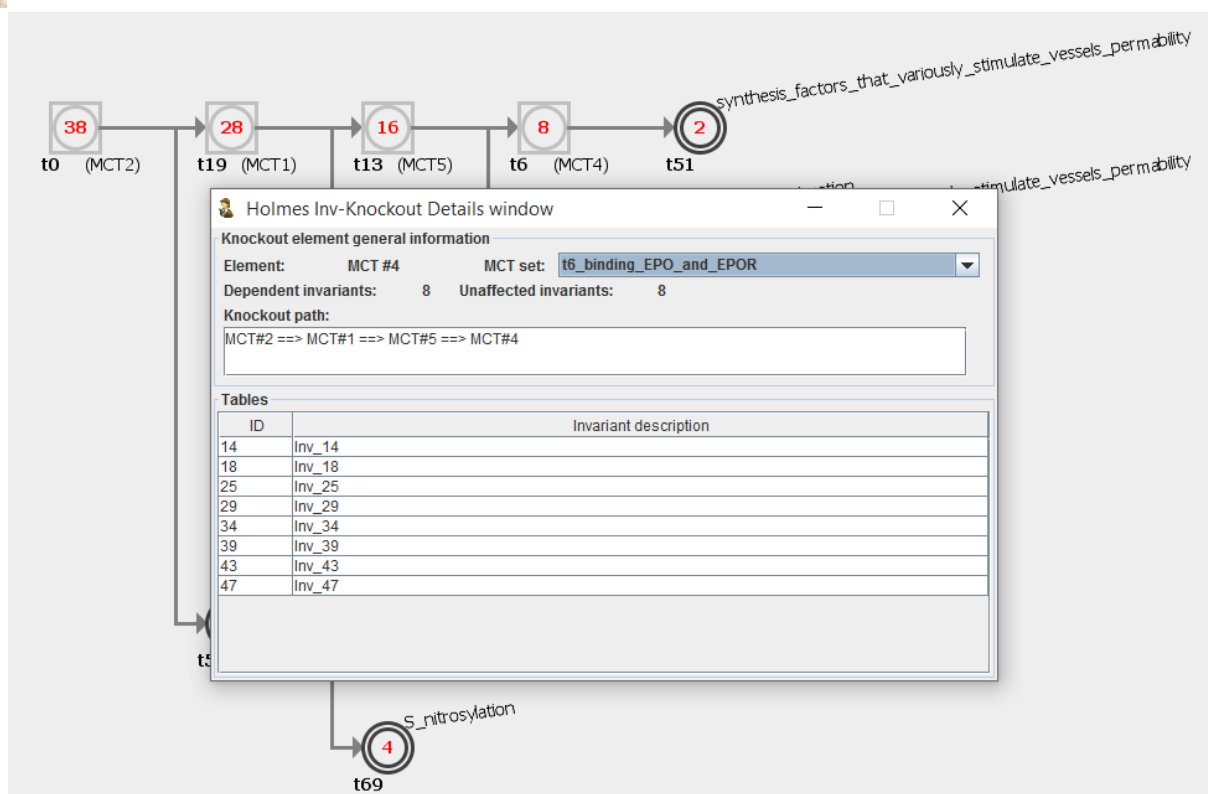 synthesis_factors_that_variously_stimulate_vessels_permability
38 28 16 8 2
t0 (MCT2) t19 (MCT1) t13 (MCT5) t6 (MCT4) t51
stimulate_vessels_permability
Holmes Inv-Knockout Details window
Knockout element general information
Element: MCT #4 MCT set: t6_binding_EPO_and_EPOR
Dependent invariants: 8 Unaffected invariants: 8
Knockout path:
MCT#2 ==> MCT#1 ==> MCT#5 ==> MCT#4
Tables
ID Invariant description
14 Inv_14
18 Inv_18
25 Inv_25
29 Inv_29
34 Inv_34
39 Inv_39
43 Inv_43
47 Inv_47
S_nitrosylation
4
t69